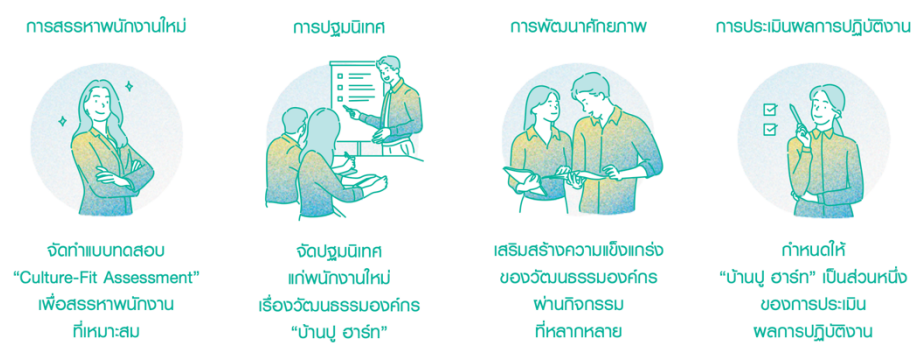 การสรรหาพนักงานใหม่
จัดทำแบบทดสอบ
“Culture-Fit Assessment”
เพื่อสรรหาพนักงาน
ที่เหมาะสม
การปฐมนิเทศ
จัดปฐมนิเทศ
แก่พนักงานใหม่
เรื่องวัฒนธรรมองค์กร
“บ้านปู ฮาร์ท”
การพัฒนาศักยภาพ
เสริมสร้างความแข็งแกร่ง
ของวัฒนธรรมองค์กร
ผ่านกิจกรรม
ที่หลากหลาย
การประเมินผลการปฏิบัติงาน
กำหนดให้
“บ้านปู ฮาร์ท” เป็นส่วนหนึ่ง
ของการประเมิน
ผลการปฏิบัติงาน